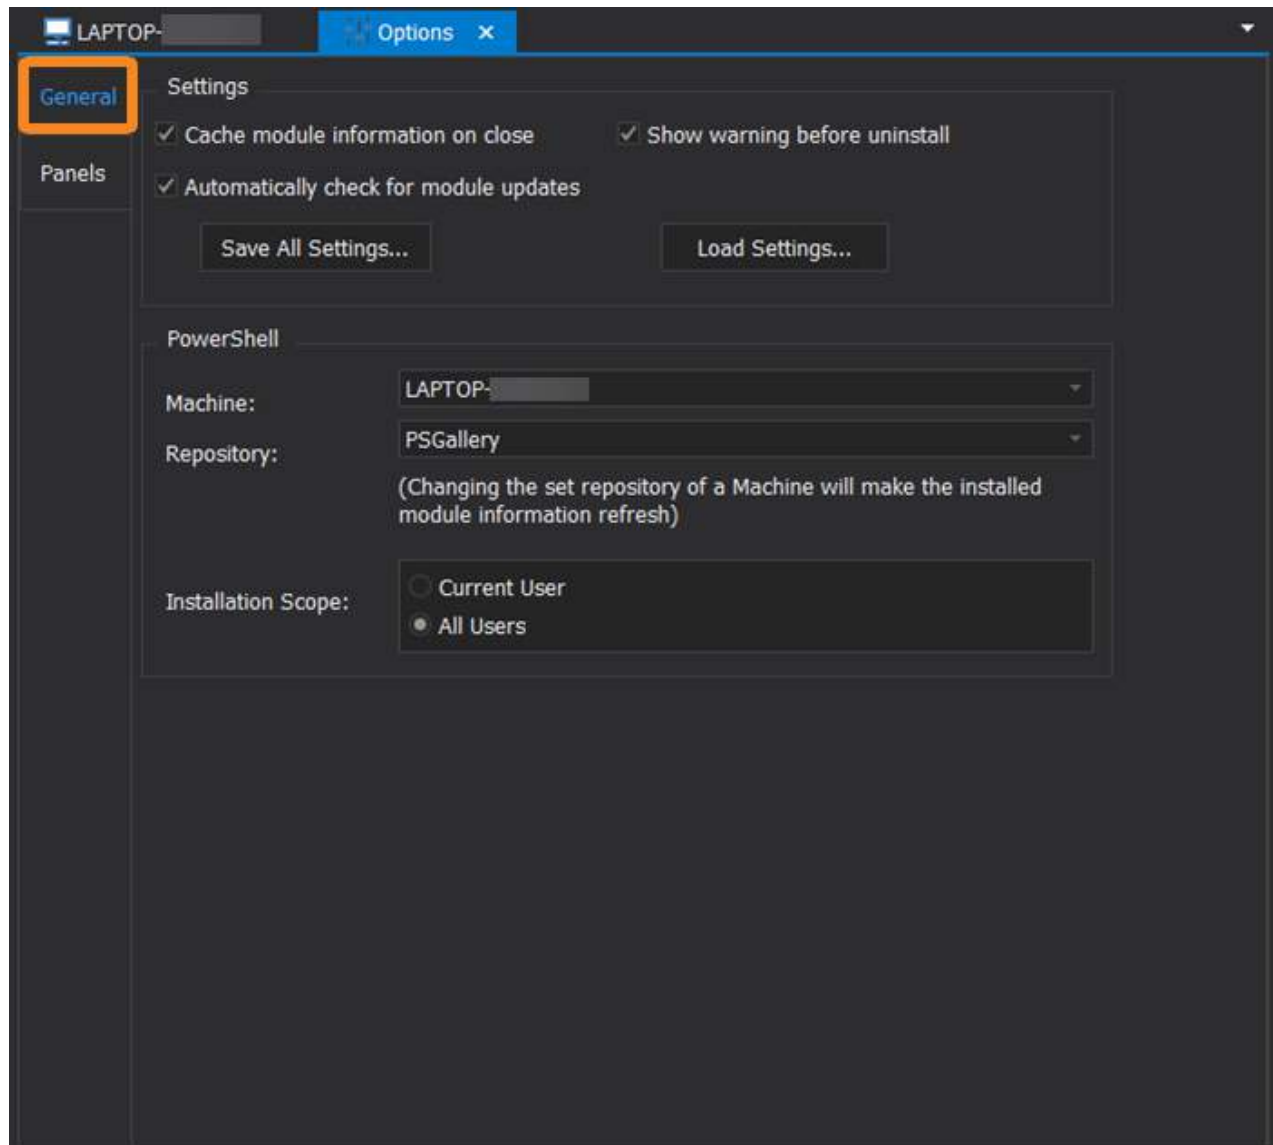 LAPTOP-
Options
General
Settings
Cache module information on close
Show warning before uninstall
Panels
Automatically check for module updates
Save All Settings...
Load Settings...
PowerShell
Machine:
LAPTOP-
Repository:
PSGallery
(Changing the set repository of a Machine will make the installed
module information refresh)
Installation Scope:
Current User
All Users